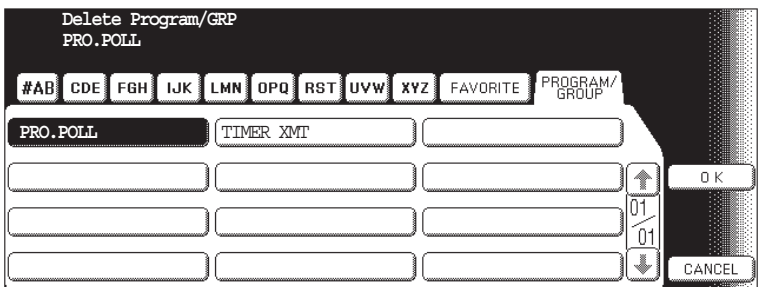 Delete Program/GRP
PRO.POLL
#AB CDE FGH IJK LMN OPQ RST UVW XYZ FAVORITE PROGRAM/
GROUP
PRO.POLL TIMER XMT
OK
01
01
CANCEL